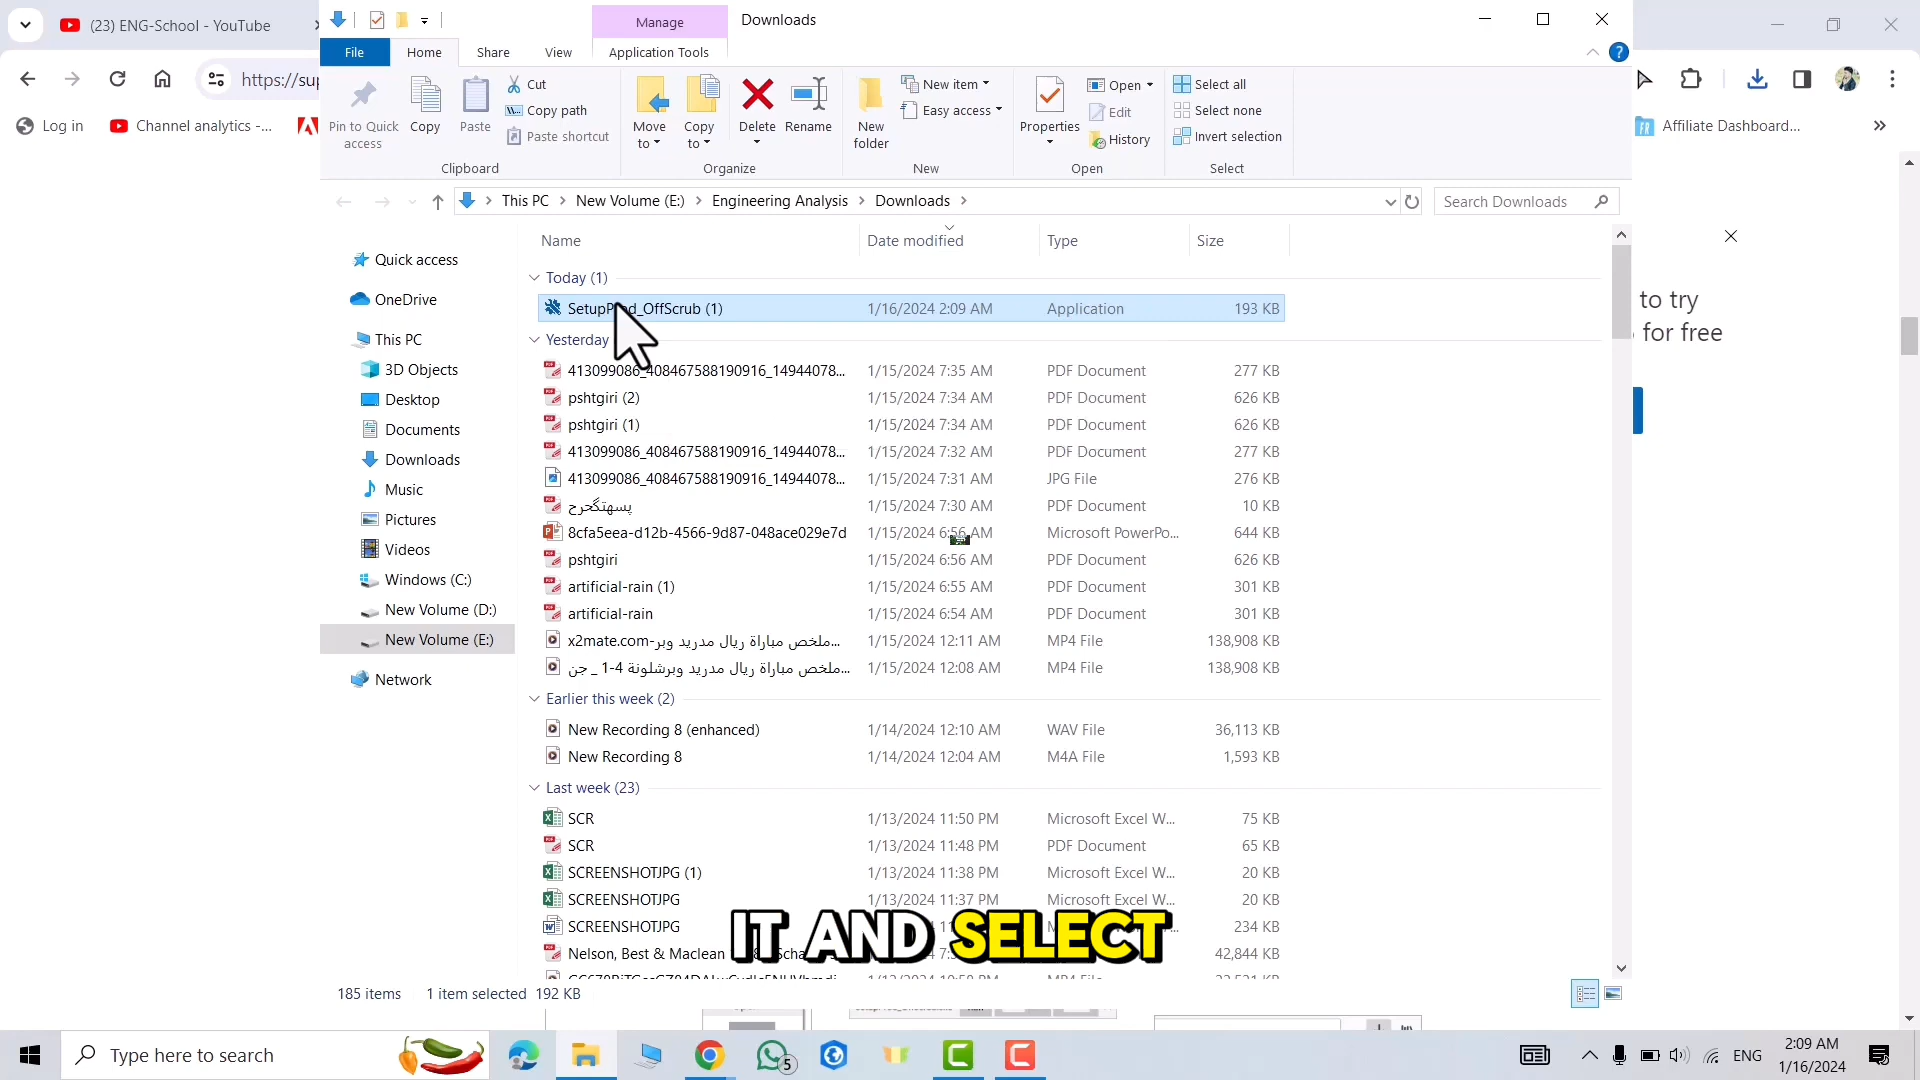 (23) ENG-School - YouTube
Manage
Downloads
File
Home
Share
View
Application Tools
https://sup
Pin to Quick access
Copy
Paste
Cut
Copy path
Paste shortcut
Move to
Copy to
Delete
Rename
New folder
New item
Easy access
Properties
Open
Edit
History
Select all
Select none
Invert selection
Clipboard
Organize
New
Open
Select
Log in
Channel analytics -...
Affiliate Dashboard...
This PC
New Volume (E:)
Engineering Analysis
Downloads
Search Downloads
Name
Date modified
Type
Size
Quick access
OneDrive
This PC
3D Objects
Desktop
Documents
Downloads
Music
Pictures
Videos
Windows (C:)
New Volume (D:)
New Volume (E:)
Network
Today (1)
SetupProd_OffScrub (1) 1/16/2024 2:09 AM Application 193 KB
Yesterday
413099086_408467588190916_14944078... 1/15/2024 7:35 AM PDF Document 277 KB
pshtgiri (2) 1/15/2024 7:34 AM PDF Document 626 KB
pshtgiri (1) 1/15/2024 7:34 AM PDF Document 626 KB
413099086_408467588190916_14944078... 1/15/2024 7:32 AM PDF Document 277 KB
413099086_408467588190916_14944078... 1/15/2024 7:31 AM JPG File 276 KB
1/15/2024 7:30 AM PDF Document 10 KB
8cfa5eea-d12b-4566-9d87-048ace029e7d 1/15/2024 6:56 AM Microsoft PowerPo... 644 KB
pshtgiri 1/15/2024 6:56 AM PDF Document 626 KB
artificial-rain (1) 1/15/2024 6:55 AM PDF Document 301 KB
artificial-rain 1/15/2024 6:54 AM PDF Document 301 KB
x2mate.com-ملخص مباراة ريال مدريد وبر... 1/15/2024 12:11 AM MP4 File 138,908 KB
ملخص مباراة ريال مدريد وبرشلونة 4-1 _ جن... 1/15/2024 12:08 AM MP4 File 138,908 KB
Earlier this week (2)
New Recording 8 (enhanced) 1/14/2024 12:10 AM WAV File 36,113 KB
New Recording 8 1/14/2024 12:04 AM M4A File 1,593 KB
Last week (23)
SCR 1/13/2024 11:50 PM Microsoft Excel W... 75 KB
SCR 1/13/2024 11:48 PM PDF Document 65 KB
SCREENSHOTJPG (1) 1/13/2024 11:38 PM Microsoft Excel W... 20 KB
SCREENSHOTJPG 1/13/2024 11:37 PM Microsoft Excel W... 20 KB
SCREENSHOTJPG 234 KB
Nelson, Best & Maclean 42,844 KB
IT AND SELECT
185 items
1 item selected 192 KB
to try
for free
Type here to search
5
ENG
2:09 AM
1/16/2024